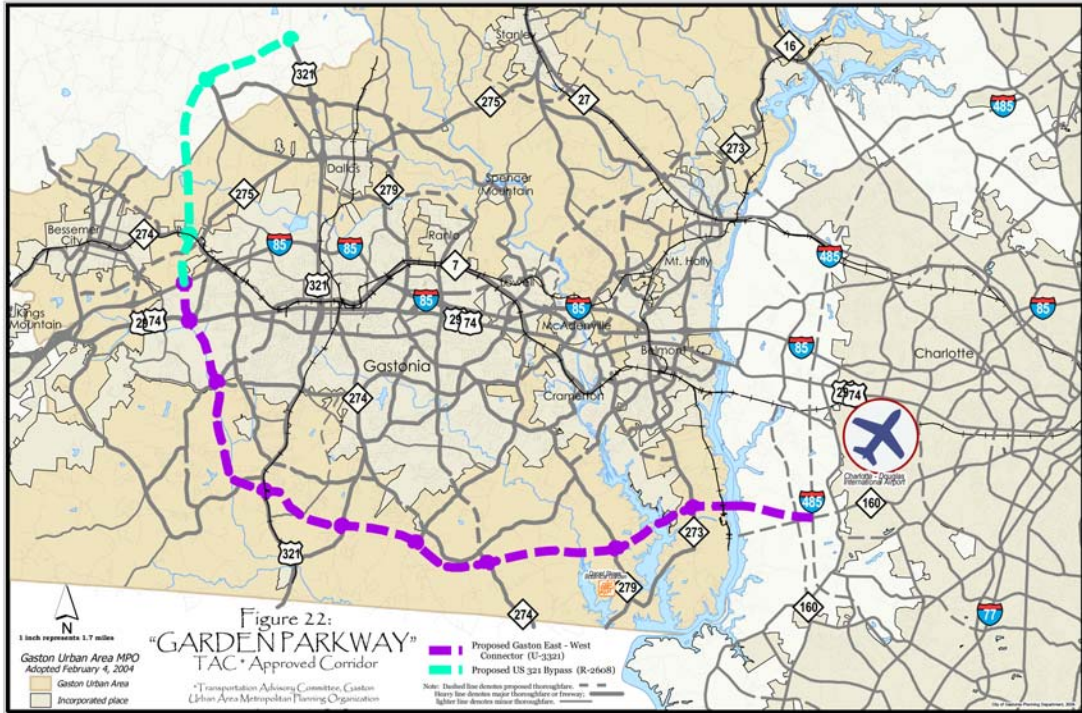 Stanley
16
321
27
275
485
273
Dallas
Spencer
Mountain
275
279
Bessemer
City
274
Ranlo
85
85
7
485
Mt. Holly
321
85
Lowell
85
85
Kings
Mountain
29 74
29 74
McAdenville
85
Belmont
Charlotte
Gastonia
274
Cramerton
29 74
Charlotte - Douglas
International Airport
485
160
321
273
279
274
160
77
N
1 inch represents 1.7 miles
Gaston Urban Area MPO
Adopted February 4, 2004
Gaston Urban Area
Incorporated place
Figure 22:
"GARDEN PARKWAY"
TAC * Approved Corridor
*Transportation Advisory Committee, Gaston
Urban Area Metropolitan Planning Organization
Proposed Gaston East - West
Connector (U-3321)
Proposed US 321 Bypass (R-2608)
Note: Dashed line denotes proposed thoroughfare.
Heavy line denotes major thoroughfare or freeway;
lighter line denotes minor thoroughfare.